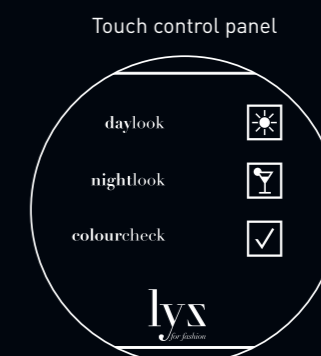 Touch control panel
daylook
nightlook
colourcheck
lyz
for fashion